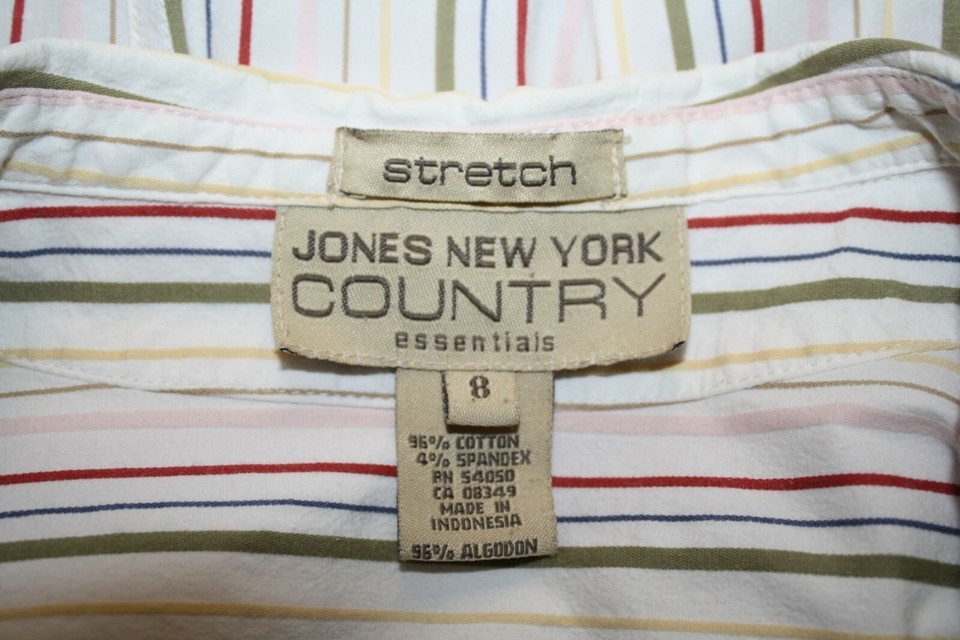 stretch
JONES NEW YORK
COUNTRY
essentials
8
96% COTTON
4% SPANDEX
RN 54050
CA 08349
MADE IN
INDONESIA
96% ALGODON